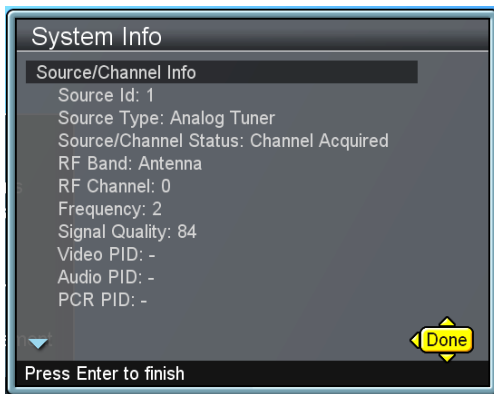 System Info
Source/Channel Info
Source Id: 1
Source Type: Analog Tuner
Source/Channel Status: Channel Acquired
RF Band: Antenna
RF Channel: 0
Frequency: 2
Signal Quality: 84
Video PID: -
Audio PID: -
PCR PID: -
Done
Press Enter to finish